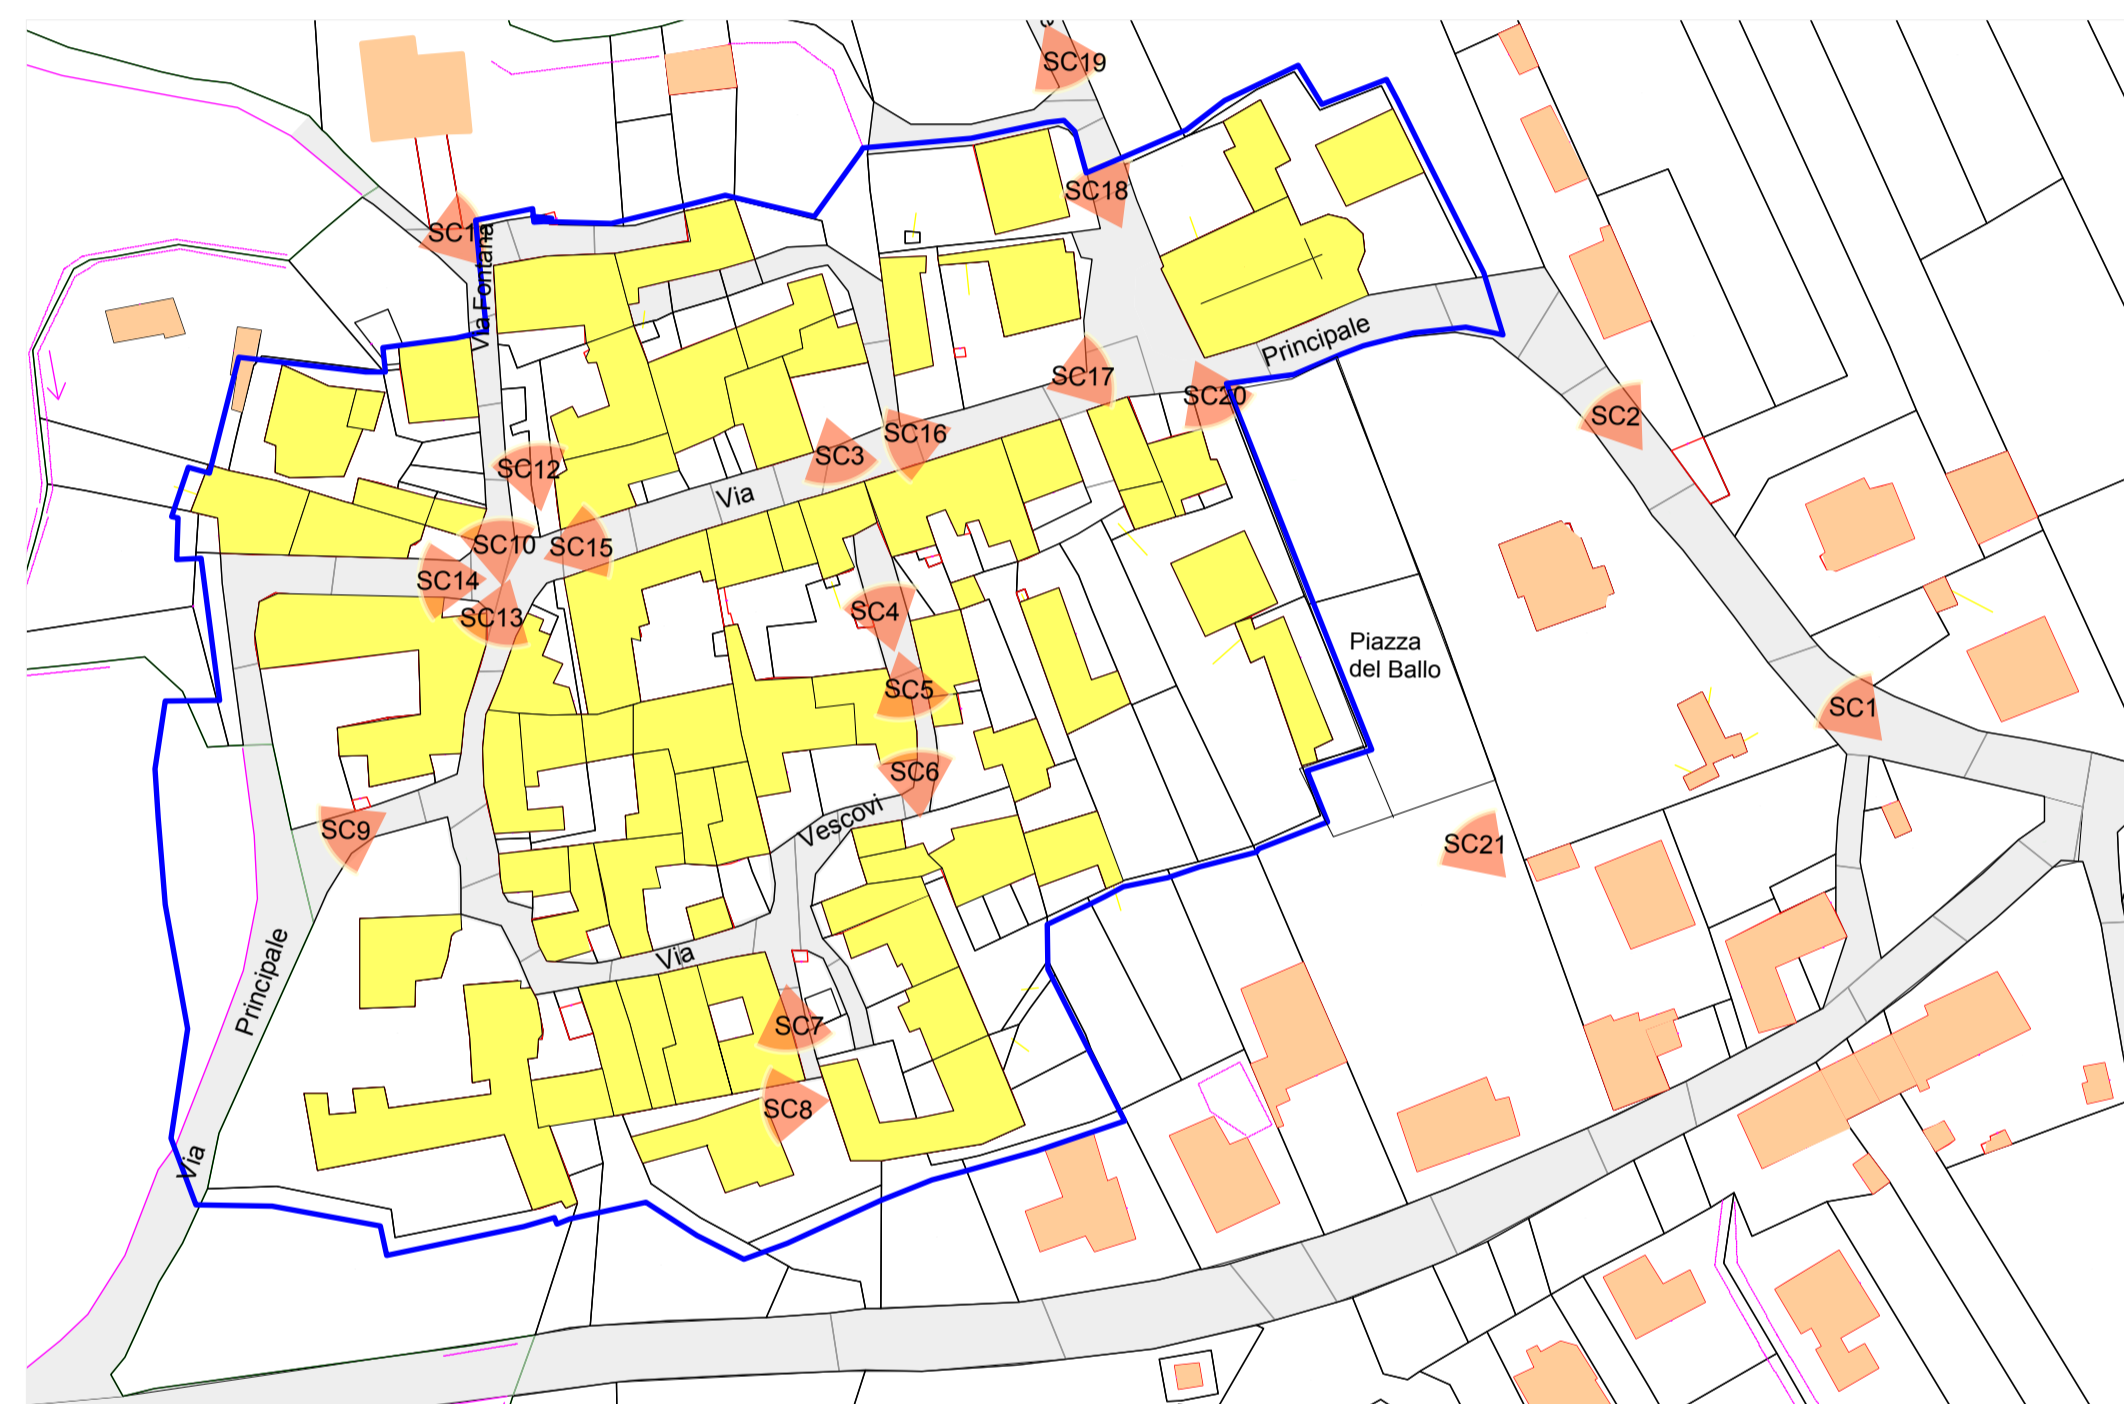 SC19
SC18
SC11
Via Fontana
Principale
SC17
SC20
SC2
SC16
SC3
SC12
Via
SC10
SC15
SC14
SC13
SC4
Piazza
del Ballo
SC5
SC1
SC6
Vescovi
SC9
SC21
Via
Principale
SC7
SC8
Via